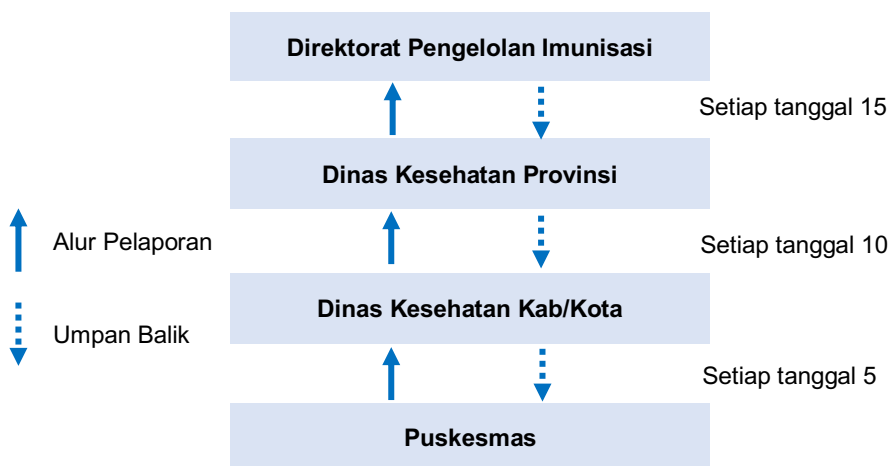 Direktorat Pengelolan Imunisasi
Setiap tanggal 15
Dinas Kesehatan Provinsi
Alur Pelaporan
Setiap tanggal 10
Dinas Kesehatan Kab/Kota
Umpan Balik
Setiap tanggal 5
Puskesmas